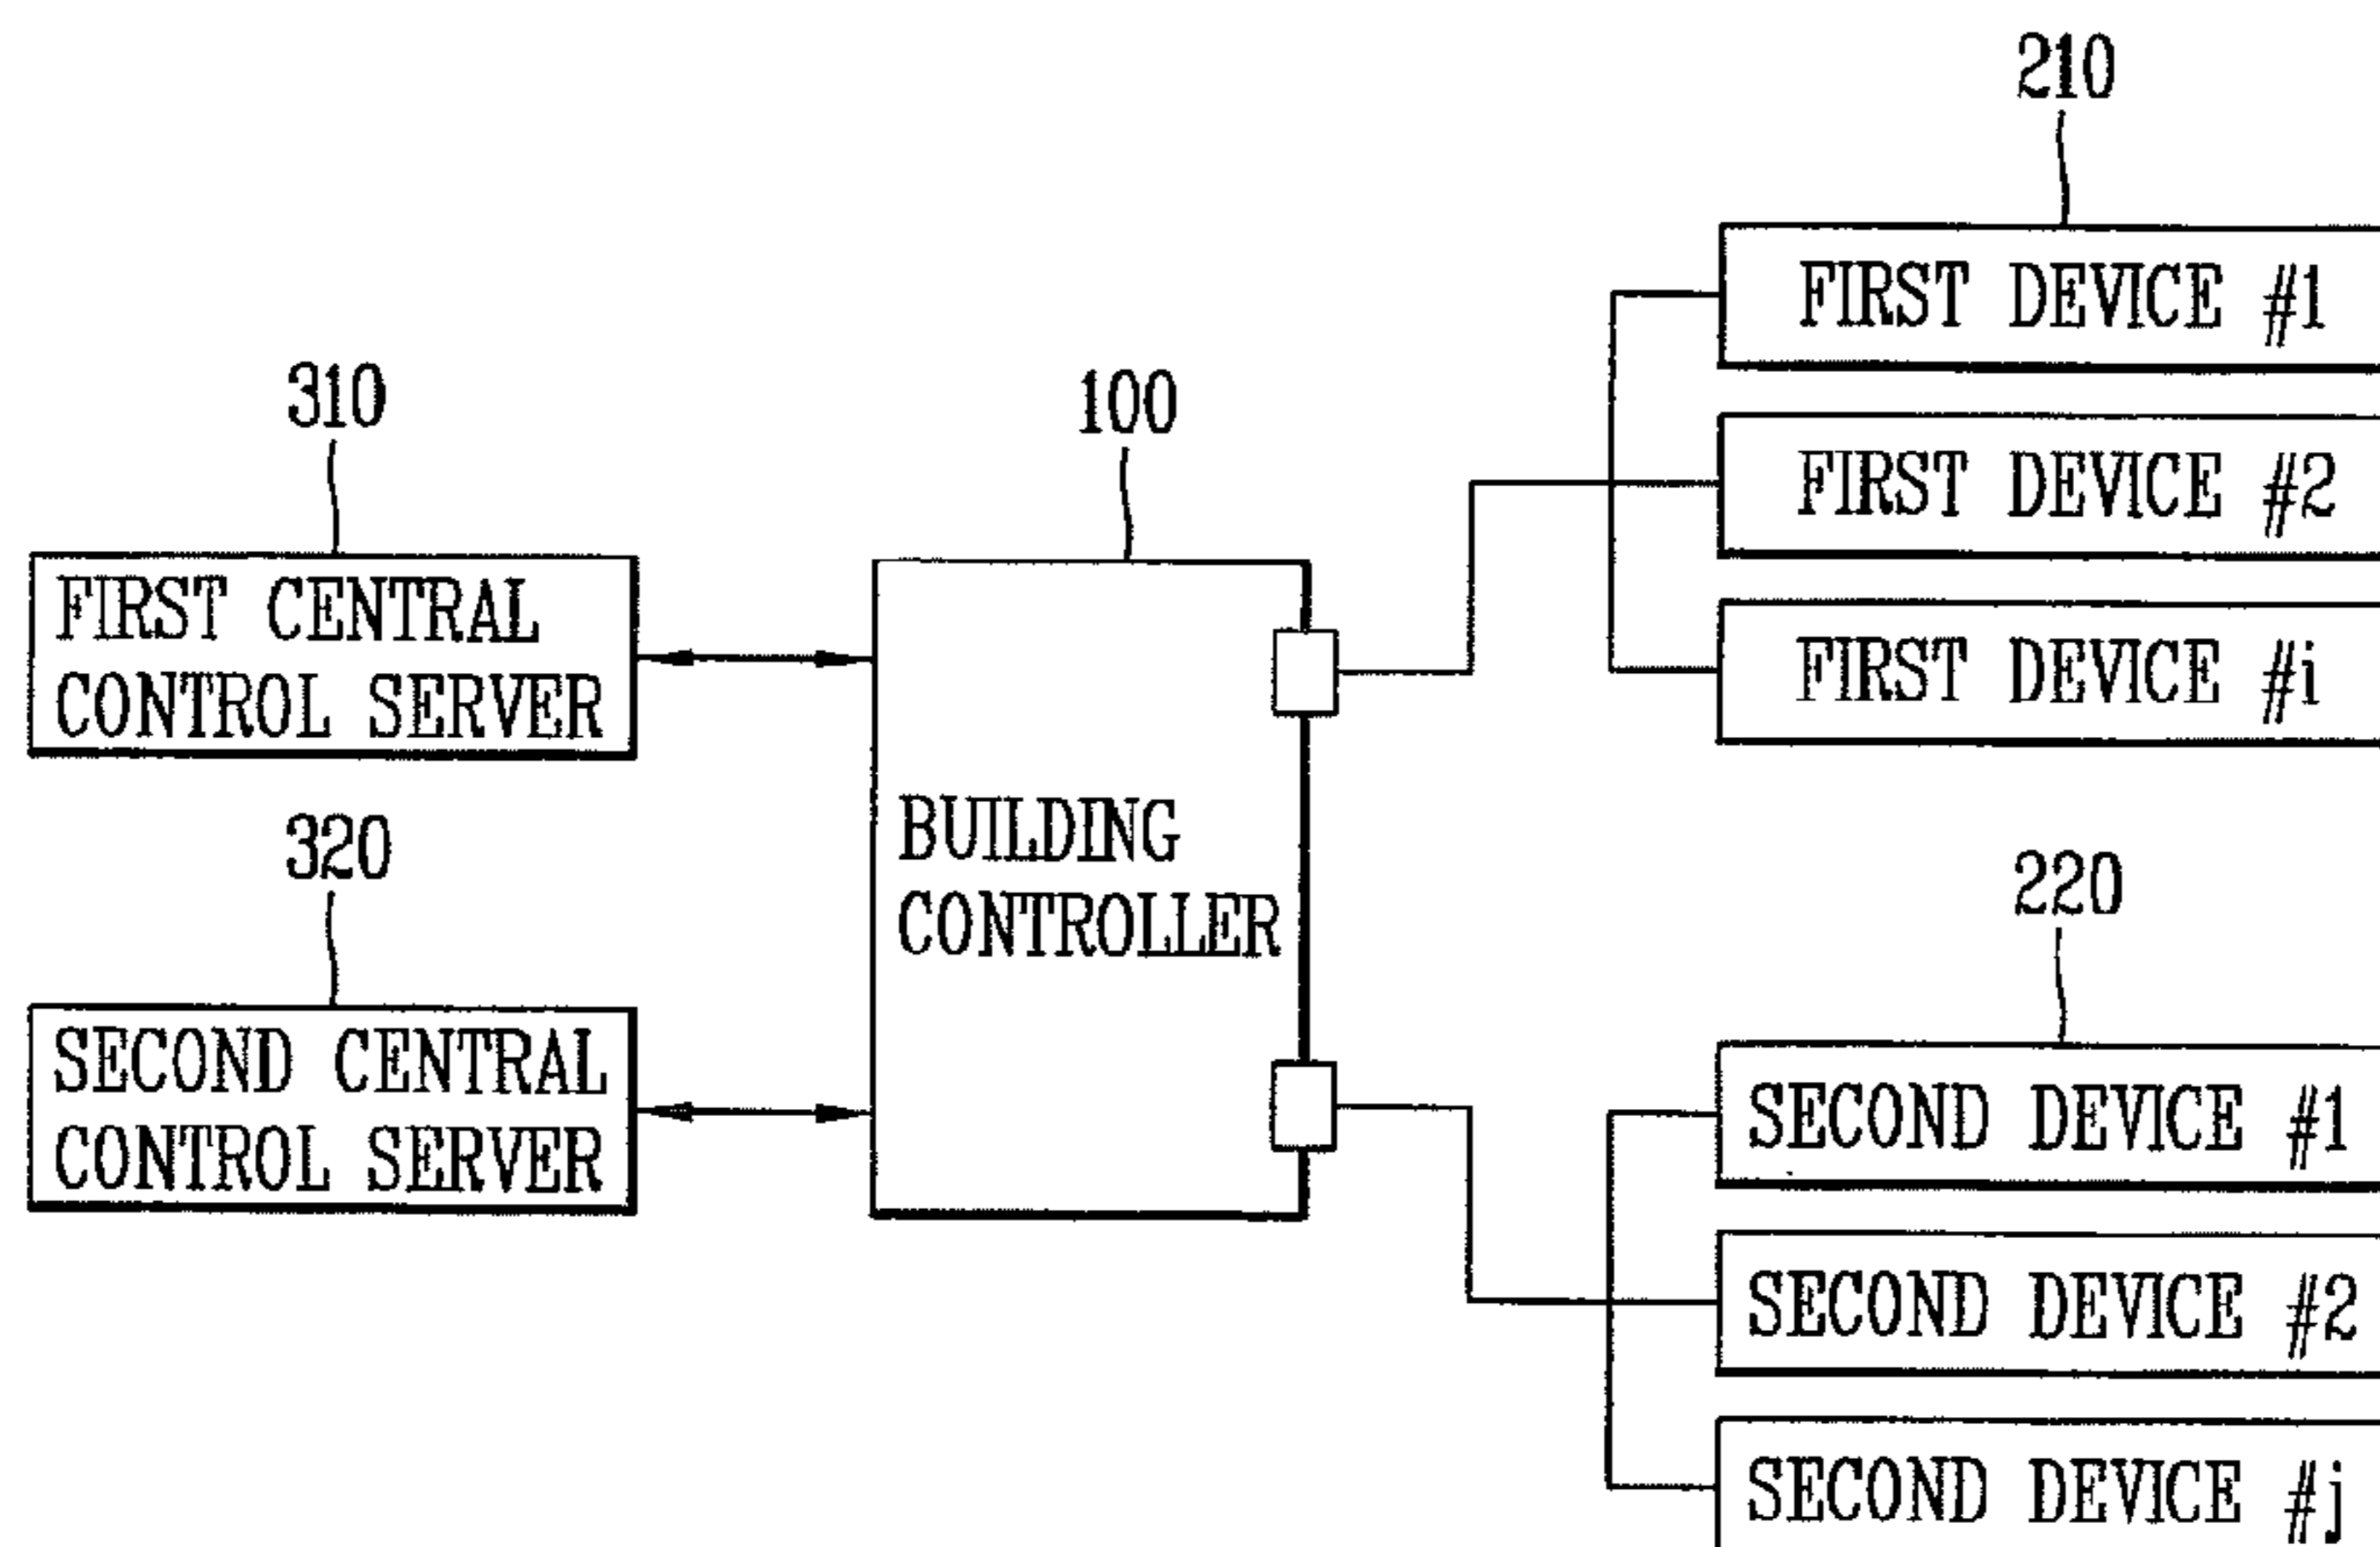 310
FIRST CENTRAL
CONTROL SERVER
320
SECOND CENTRAL
CONTROL SERVER
100
BUILDING
CONTROLLER
210
FIRST DEVICE #1
FIRST DEVICE #2
FIRST DEVICE #i
220
SECOND DEVICE #1
SECOND DEVICE #2
SECOND DEVICE #j